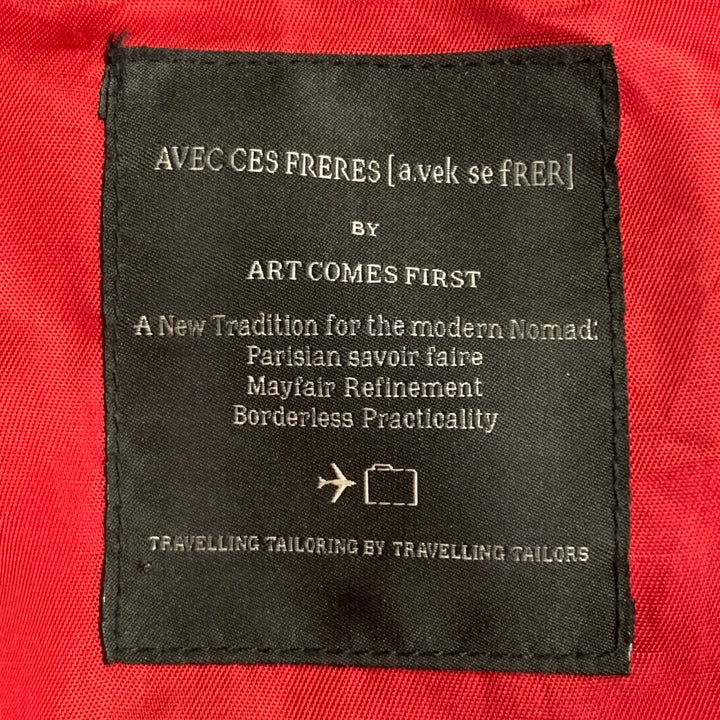 AVEC CES FRERES [a.vek se fRER]
BY
ART COMES FIRST
A New Tradition for the modern Nomad:
Parisian savoir faire
Mayfair Refinement
Borderless Practicality
TRAVELLING TAILORING BY TRAVELLING TAILORS